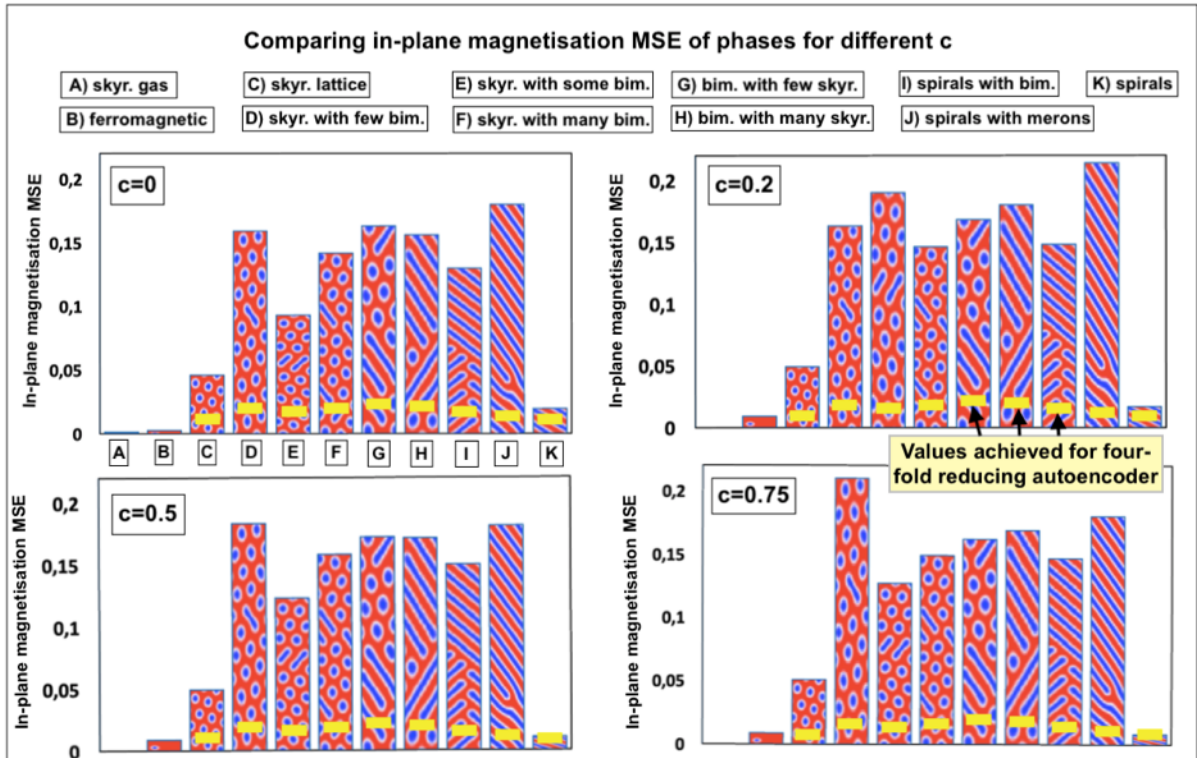 Comparing in-plane magnetisation MSE of phases for different c
A) skyr. gas
C) skyr. lattice
E) skyr. with some bim.
G) bim. with few skyr.
I) spirals with bim.
K) spirals
B) ferromagnetic
D) skyr. with few bim.
F) skyr. with many bim.
H) bim. with many skyr.
J) spirals with merons
In-plane magnetisation MSE
c=0
0,2
0,15
0,1
0,05
0
A B C D E F G H I J K
In-plane magnetisation MSE
c=0.2
0,2
0,15
0,1
0,05
0
Values achieved for four-
fold reducing autoencoder
In-plane magnetisation MSE
c=0.5
0,2
0,15
0,1
0,05
0
In-plane magnetisation MSE
c=0.75
0,2
0,15
0,1
0,05
0